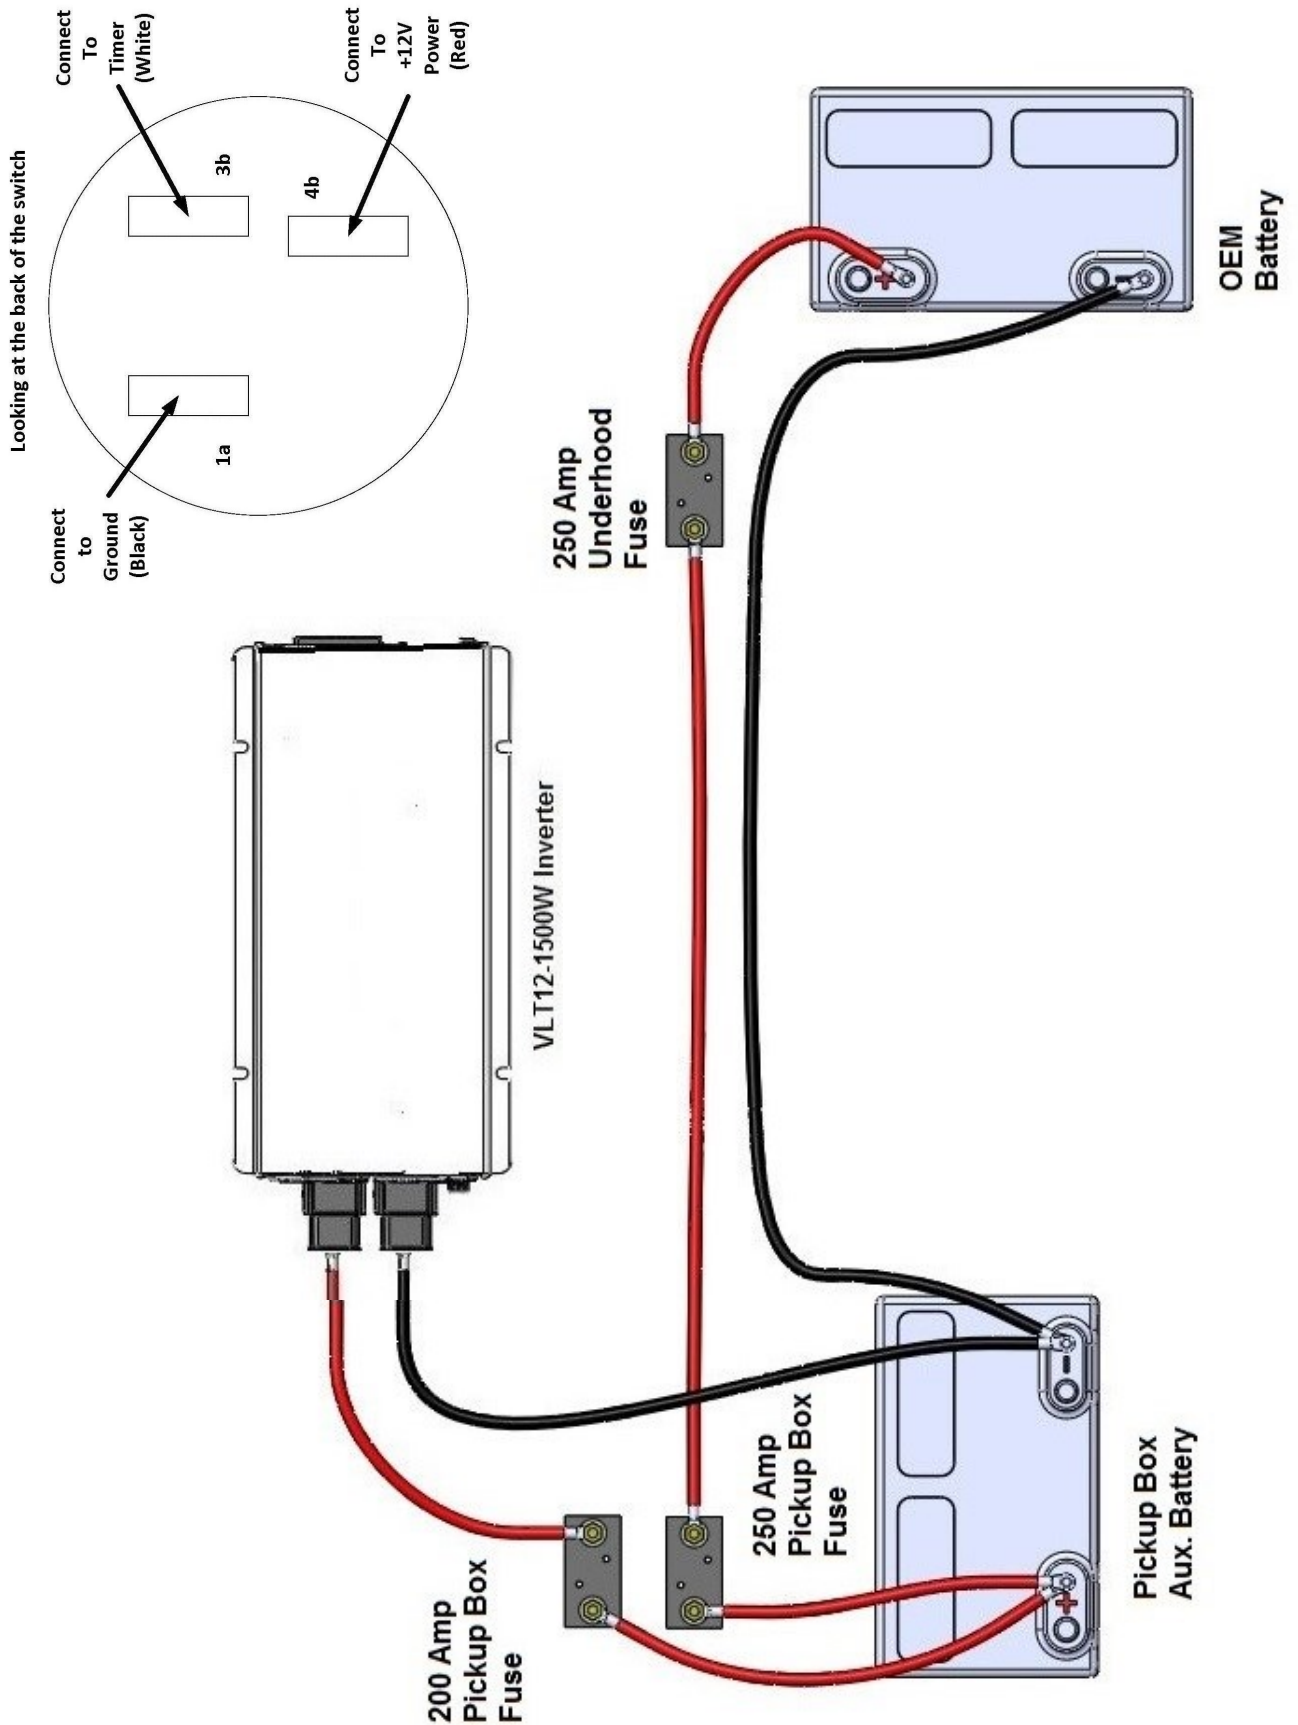 Looking at the back of the switch
Connect
To
Timer
(White)
Connect
To
+12V
Power
(Red)
Connect
to
Ground
(Black)
1a
3b
4b
VLT12-1500W Inverter
200 Amp
Pickup Box
Fuse
250 Amp
Pickup Box
Fuse
250 Amp
Underhood
Fuse
Pickup Box
Aux. Battery
OEM
Battery